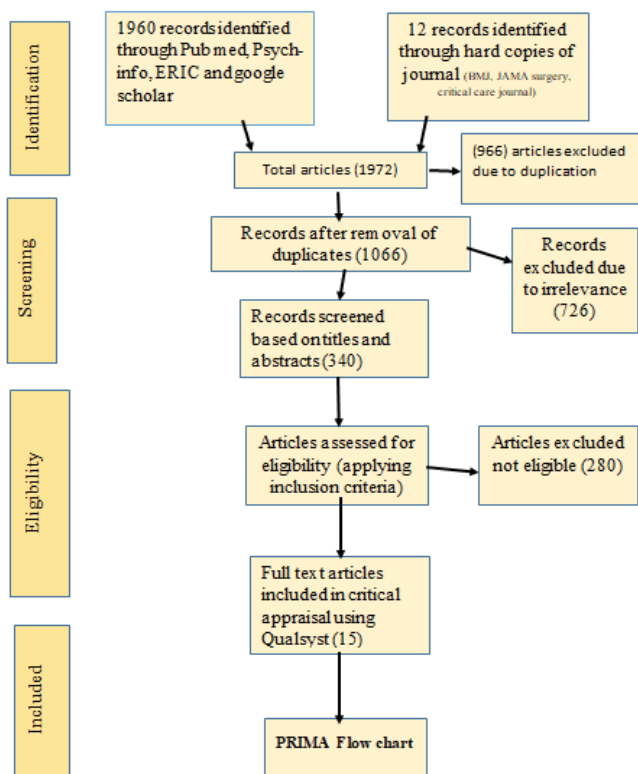 Identification
1960 records identified
through Pub med, Psych-
info, ERIC and google
scholar
12 records identified
through hard copies of
journal (BMJ, JAMA surgery,
critical care journal)
Total articles (1972)
(966) articles excluded
due to duplication
Screening
Records after removal of
duplicates (1066)
Records
excluded due
to irrelevance
(726)
Records screened
based on titles and
abstracts (340)
Eligibility
Articles assessed for
eligibility (applying
inclusion criteria)
Articles excluded
not eligible (280)
Full text articles
included in critical
appraisal using
Qualsyst (15)
Included
PRIMA Flow chart